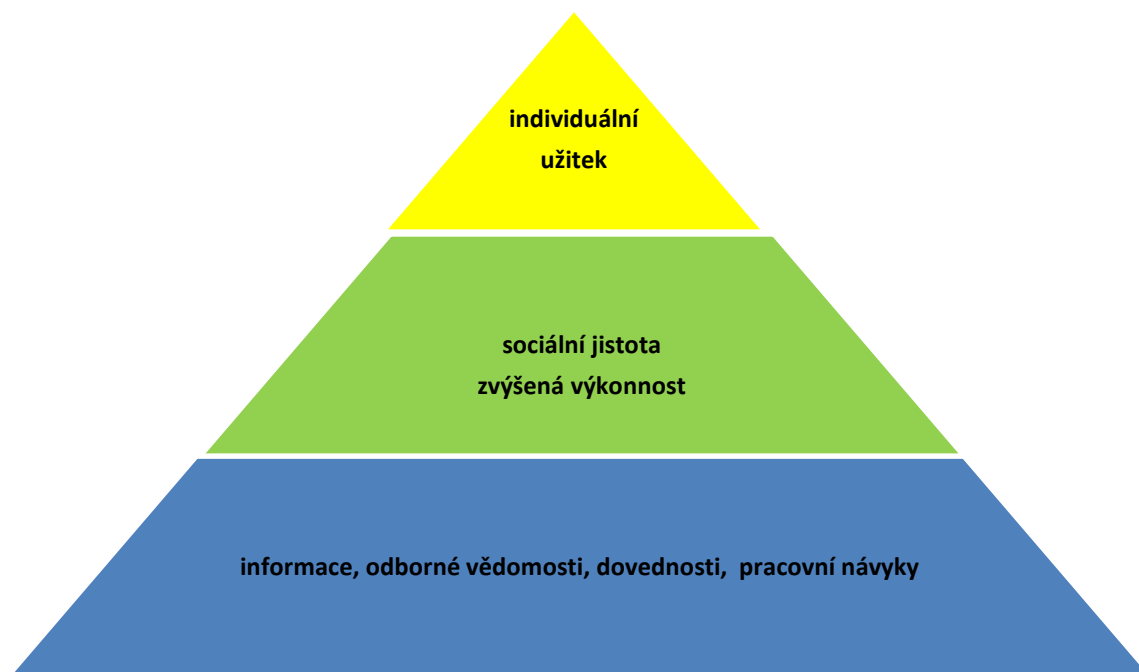 individuální
užitek
sociální jistota
zvýšená výkonnost
informace, odborné vědomosti, dovednosti,  pracovní návyky